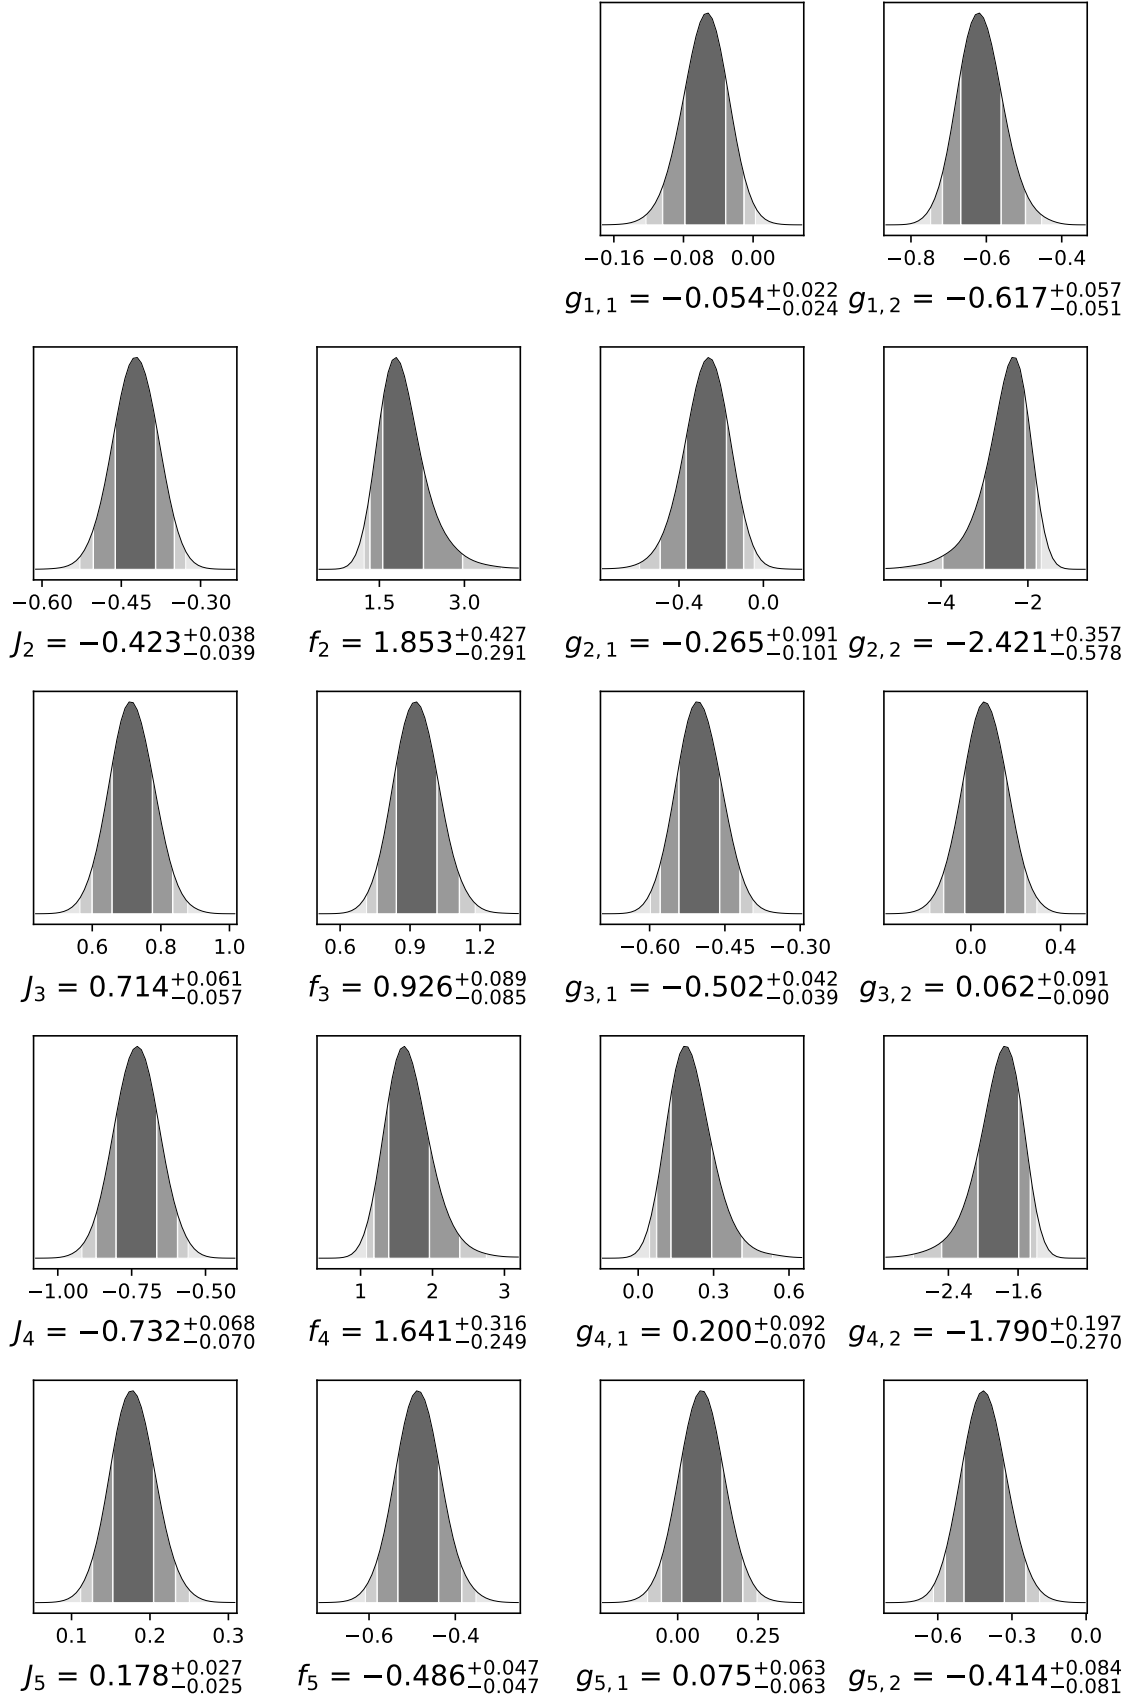 −0.16 −0.08 0.00 −0.8 −0.6 −0.4
g1,1 = −0.054+0.022−0.024 g1,2 = −0.617+0.057−0.051
−0.60 −0.45 −0.30 1.5 3.0 −0.4 0.0 −4 −2
J2 = −0.423+0.038−0.039 f2 = 1.853+0.427−0.291 g2,1 = −0.265+0.091−0.101 g2,2 = −2.421+0.357−0.578
0.6 0.8 1.0 0.6 0.9 1.2 −0.60 −0.45 −0.30 0.0 0.4
J3 = 0.714+0.061−0.057 f3 = 0.926+0.089−0.085 g3,1 = −0.502+0.042−0.039 g3,2 = 0.062+0.091−0.090
−1.00 −0.75 −0.50 1 2 3 0.0 0.3 0.6 −2.4 −1.6
J4 = −0.732+0.068−0.070 f4 = 1.641+0.316−0.249 g4,1 = 0.200+0.092−0.070 g4,2 = −1.790+0.197−0.270
0.1 0.2 0.3 −0.6 −0.4 0.00 0.25 −0.6 −0.3 0.0
J5 = 0.178+0.027−0.025 f5 = −0.486+0.047−0.047 g5,1 = 0.075+0.063−0.063 g5,2 = −0.414+0.084−0.081